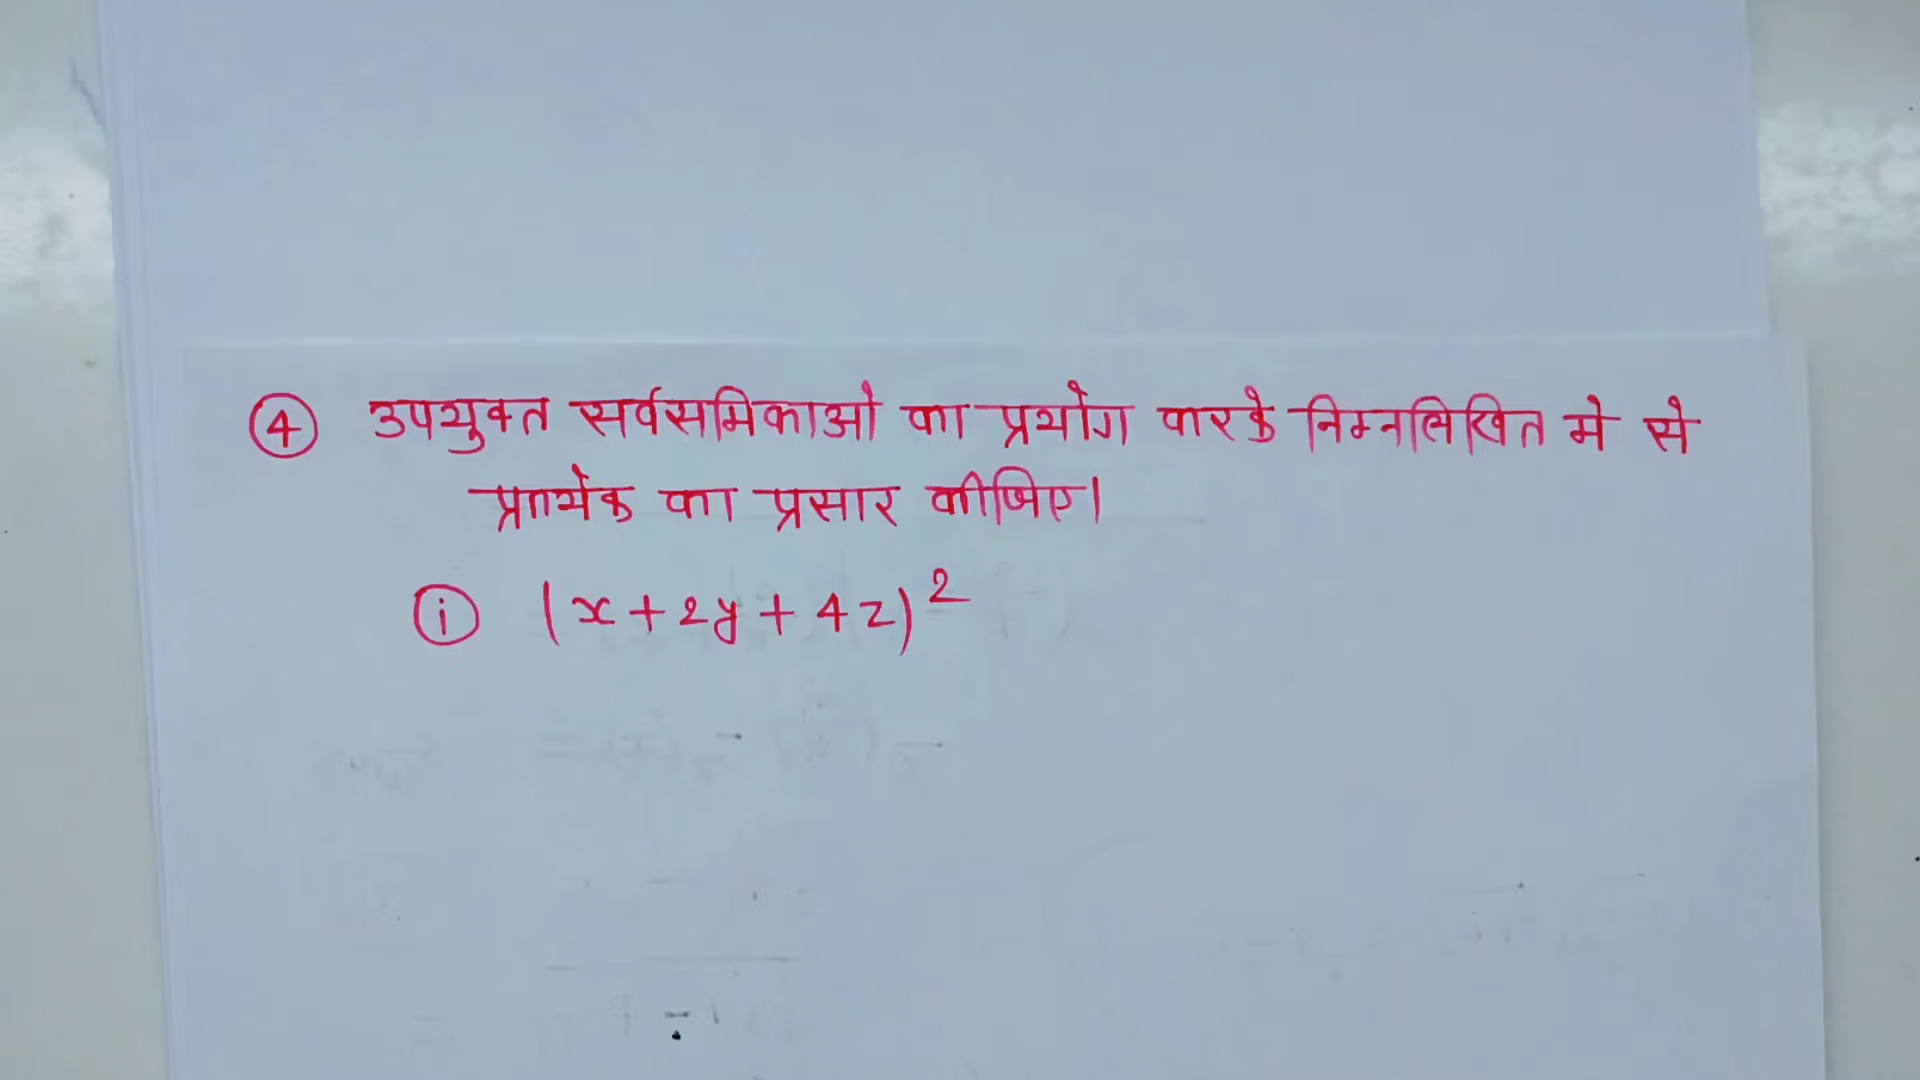 ④ उपयुक्त सर्वसमिकाओ का प्रयोग करके निम्नलिखित मे से
प्रत्येक का प्रसार कीजिए।
ⓘ (x+2y+4z)²